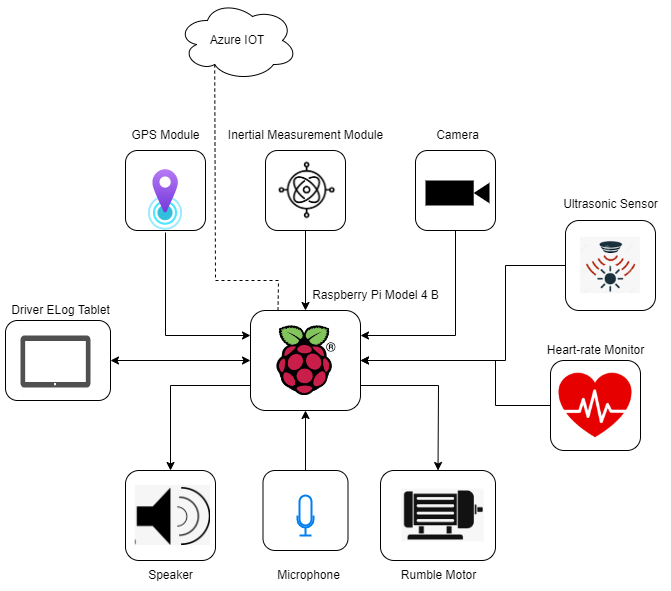 Azure IOT
GPS Module
Inertial Measurement Module
Camera
Ultrasonic Sensor
Raspberry Pi Model 4 B
Driver ELog Tablet
®
Heart-rate Monitor
Speaker
Microphone
Rumble Motor